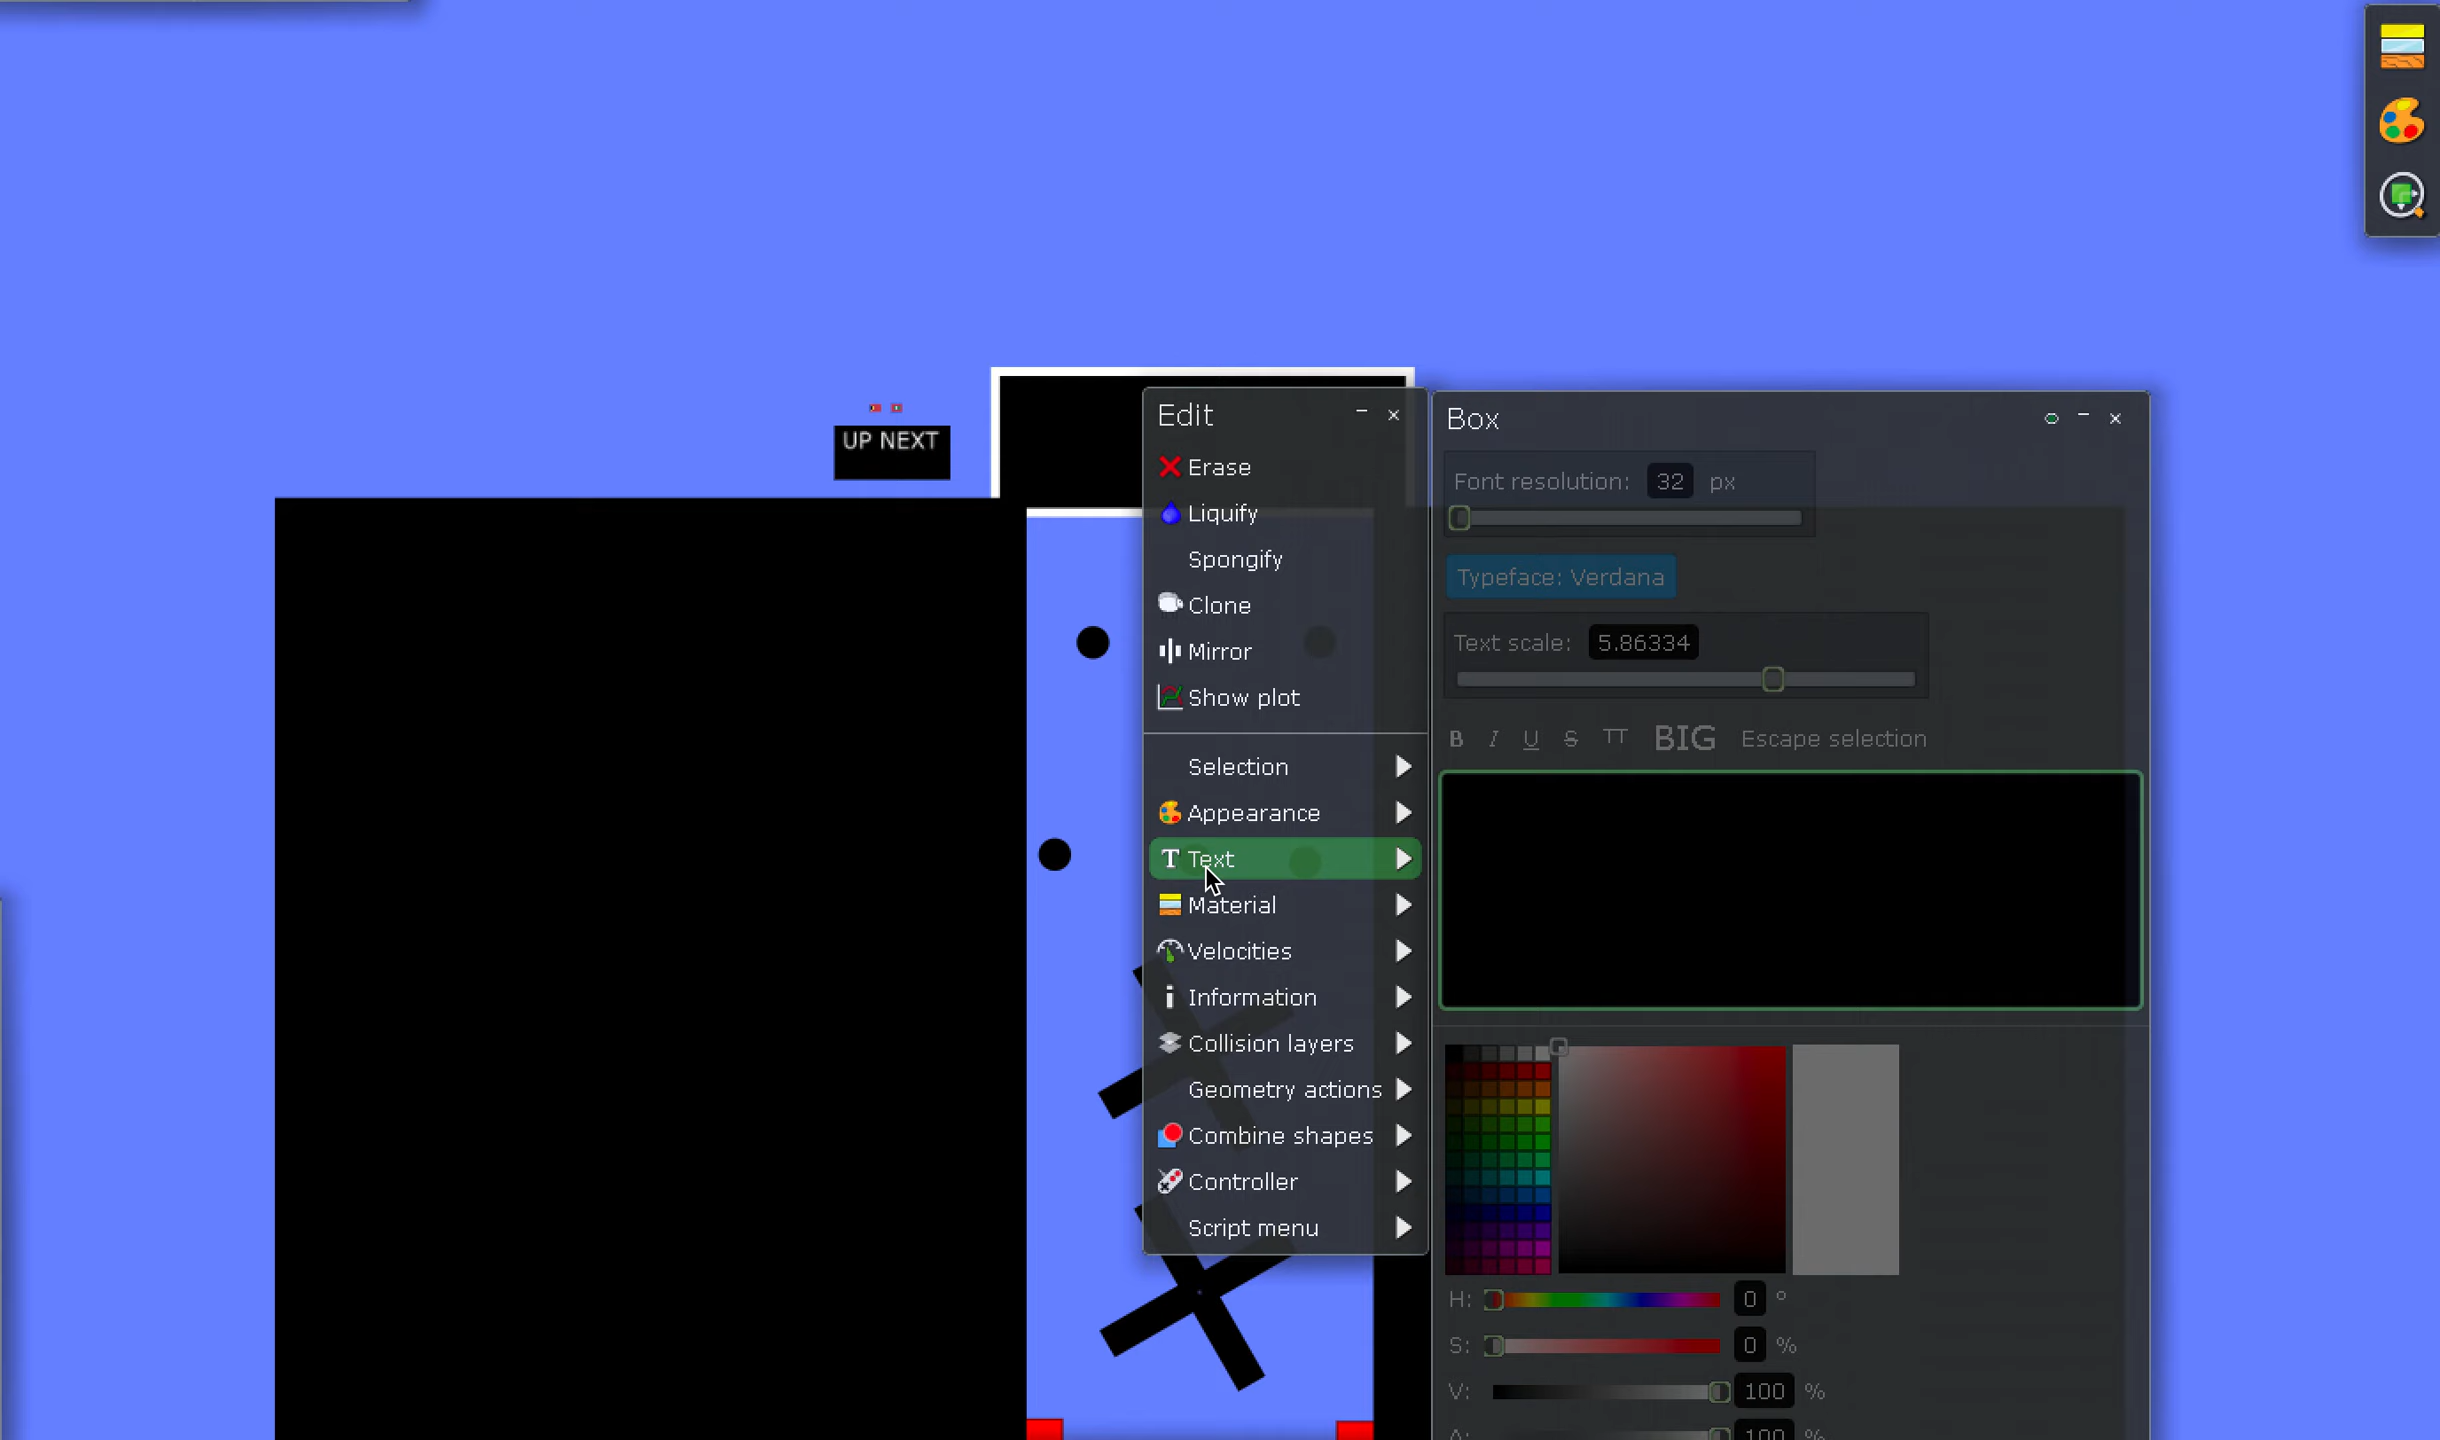 UP NEXT
Edit
Erase
Liquify
Spongify
Clone
Mirror
Show plot
Selection
Appearance
T Text
Material
Velocities
Information
Collision layers
Geometry actions
Combine shapes
Controller
Script menu
Box
Font resolution: 32 px
Typeface: Verdana
Text scale: 5.86334
B I U S TT BIG Escape selection
H: 0 °
S: 0 %
V: 100 %
A: 100 %